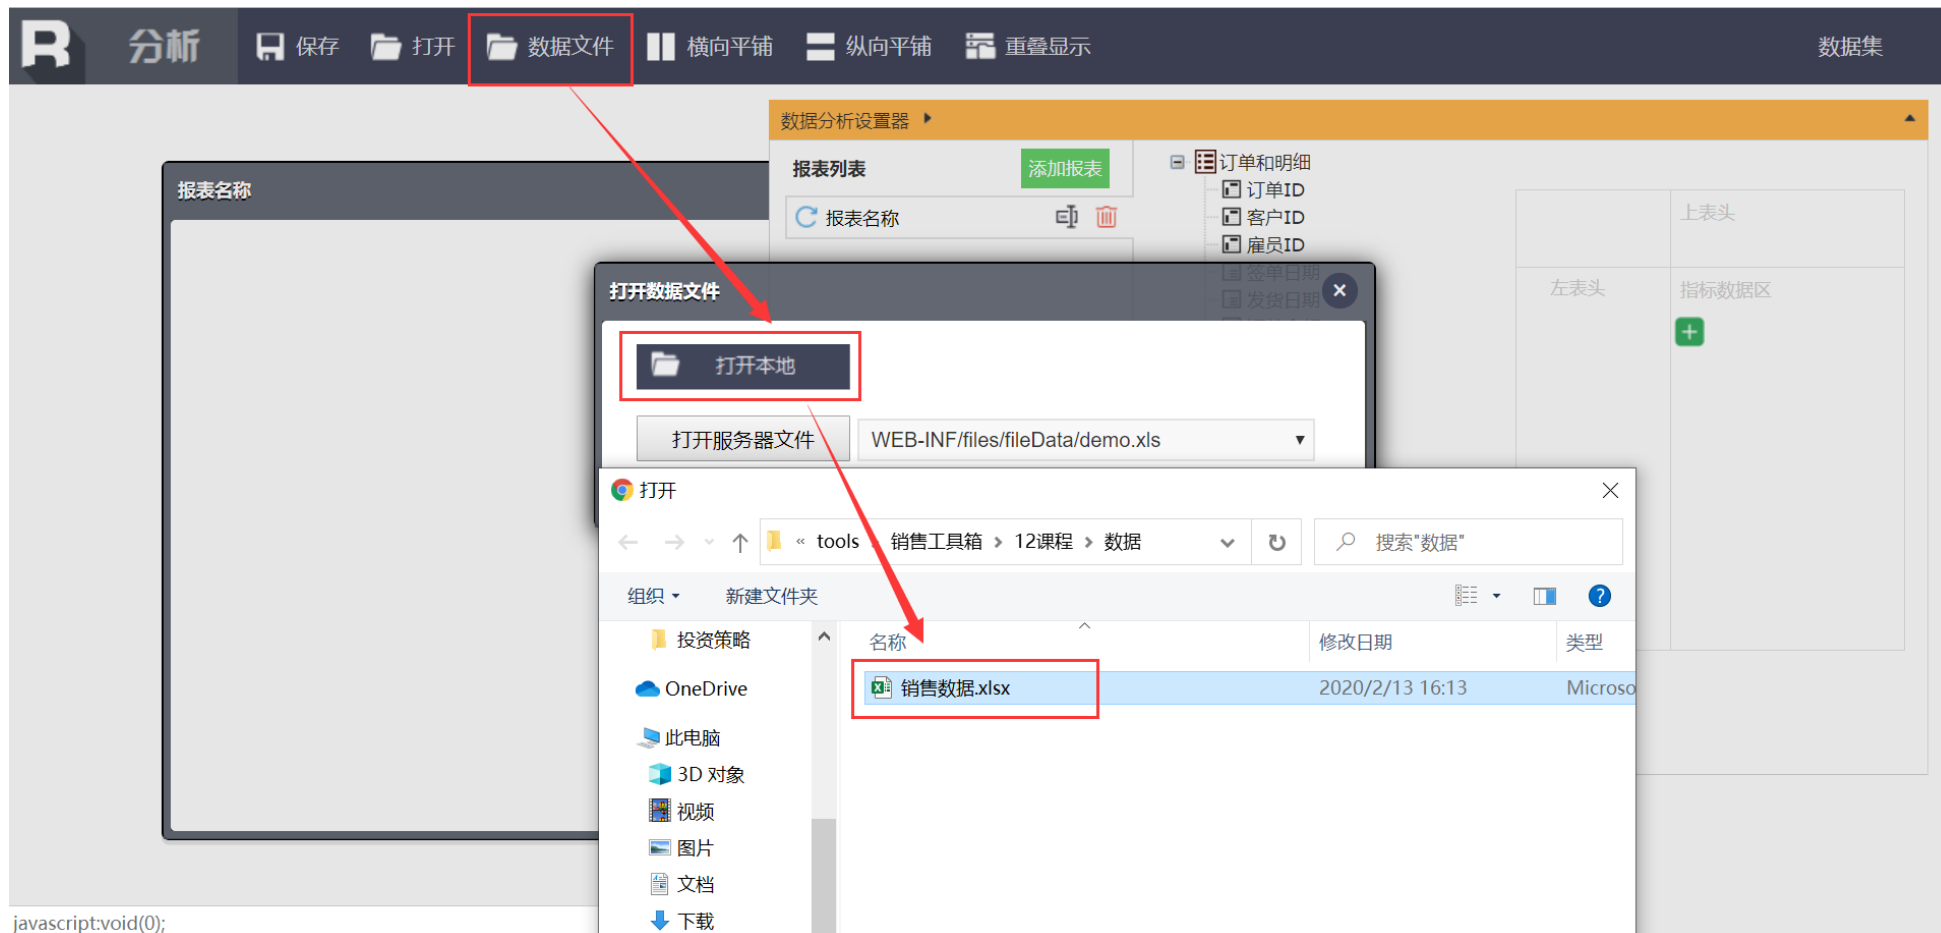 R 分析 保存 打开 数据文件 横向平铺 纵向平铺 重叠显示 数据集
数据分析设置器
报表名称
报表列表 添加报表
报表名称
订单和明细
订单ID
客户ID
雇员ID
签单日期
发货日期
上表头
左表头 指标数据区
打开数据文件
打开本地
打开服务器文件 WEB-INF/files/fileData/demo.xls
打开
« tools 销售工具箱 › 12课程 › 数据 搜索"数据"
组织 新建文件夹
投资策略
OneDrive
此电脑
3D 对象
视频
图片
文档
下载
名称 修改日期 类型
销售数据.xlsx 2020/2/13 16:13 Microso
javascript:void(0);